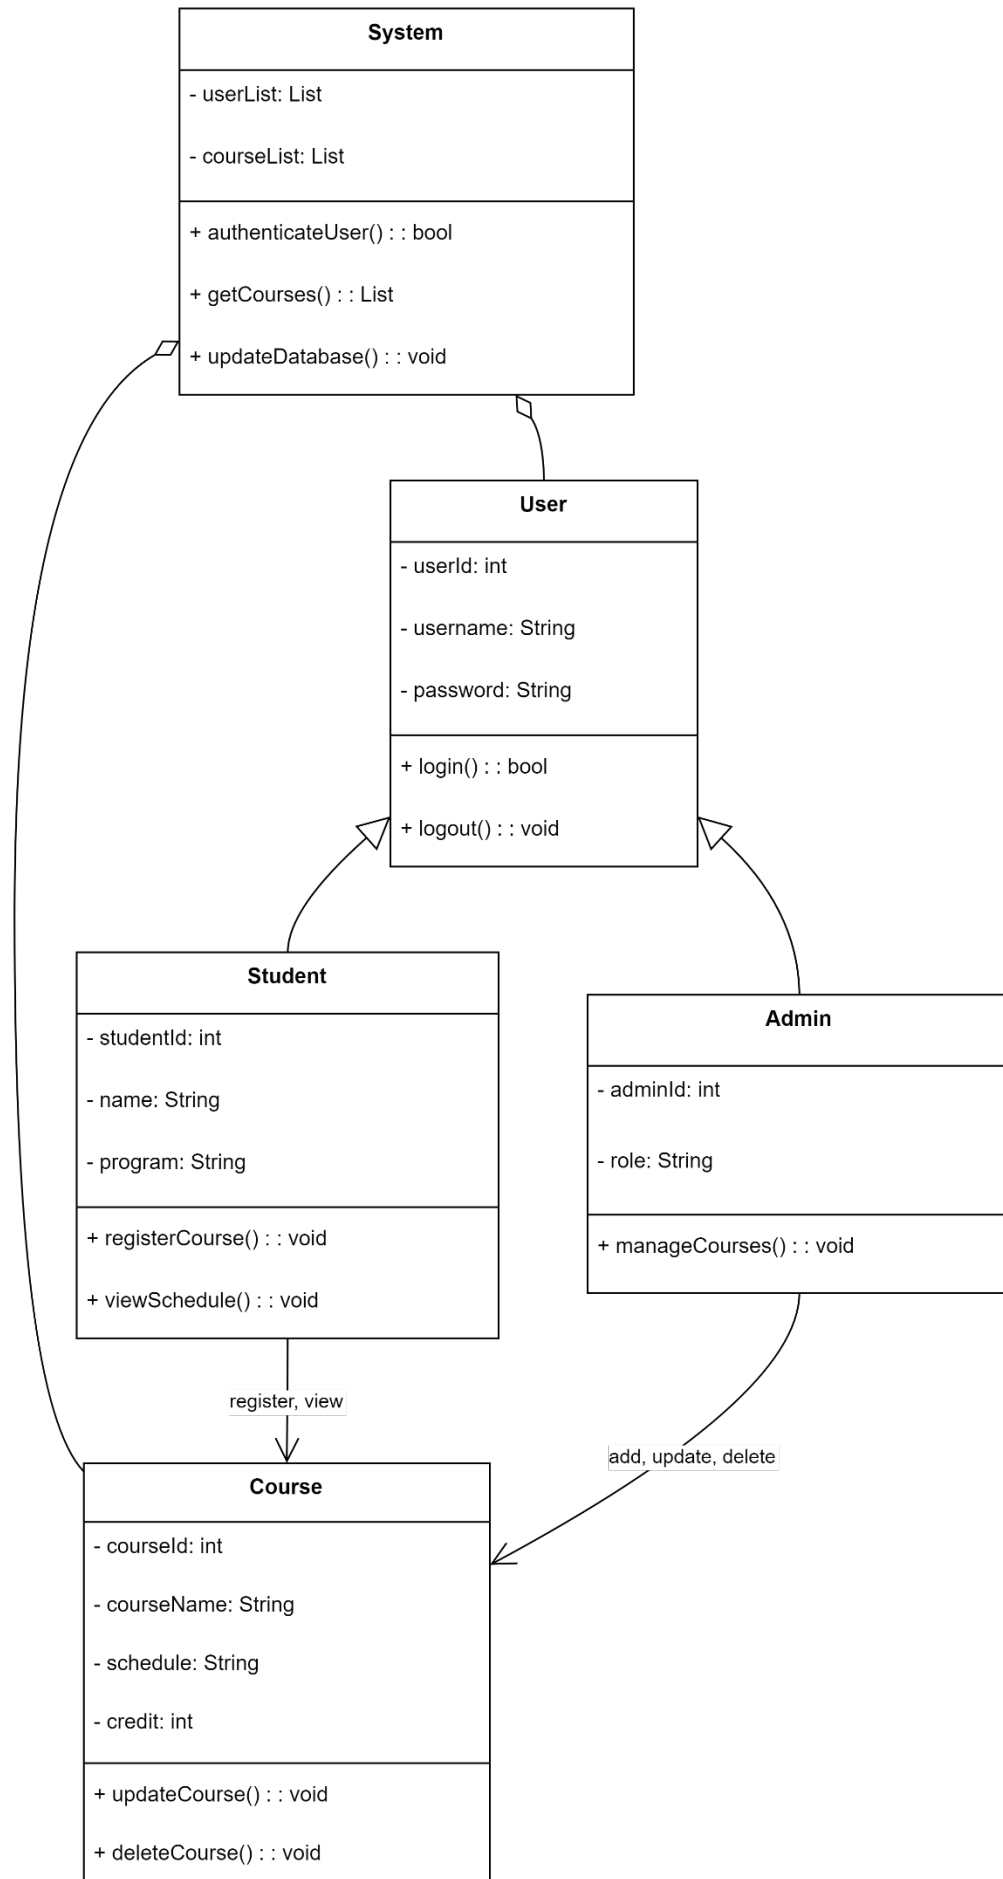 System
- userList: List
- courseList: List
+ authenticateUser() : : bool
+ getCourses() : : List
+ updateDatabase() : : void
User
- userId: int
- username: String
- password: String
+ login() : : bool
+ logout() : : void
Student
- studentId: int
- name: String
- program: String
+ registerCourse() : : void
+ viewSchedule() : : void
Admin
- adminId: int
- role: String
+ manageCourses() : : void
register, view
add, update, delete
Course
- courseId: int
- courseName: String
- schedule: String
- credit: int
+ updateCourse() : : void
+ deleteCourse() : : void